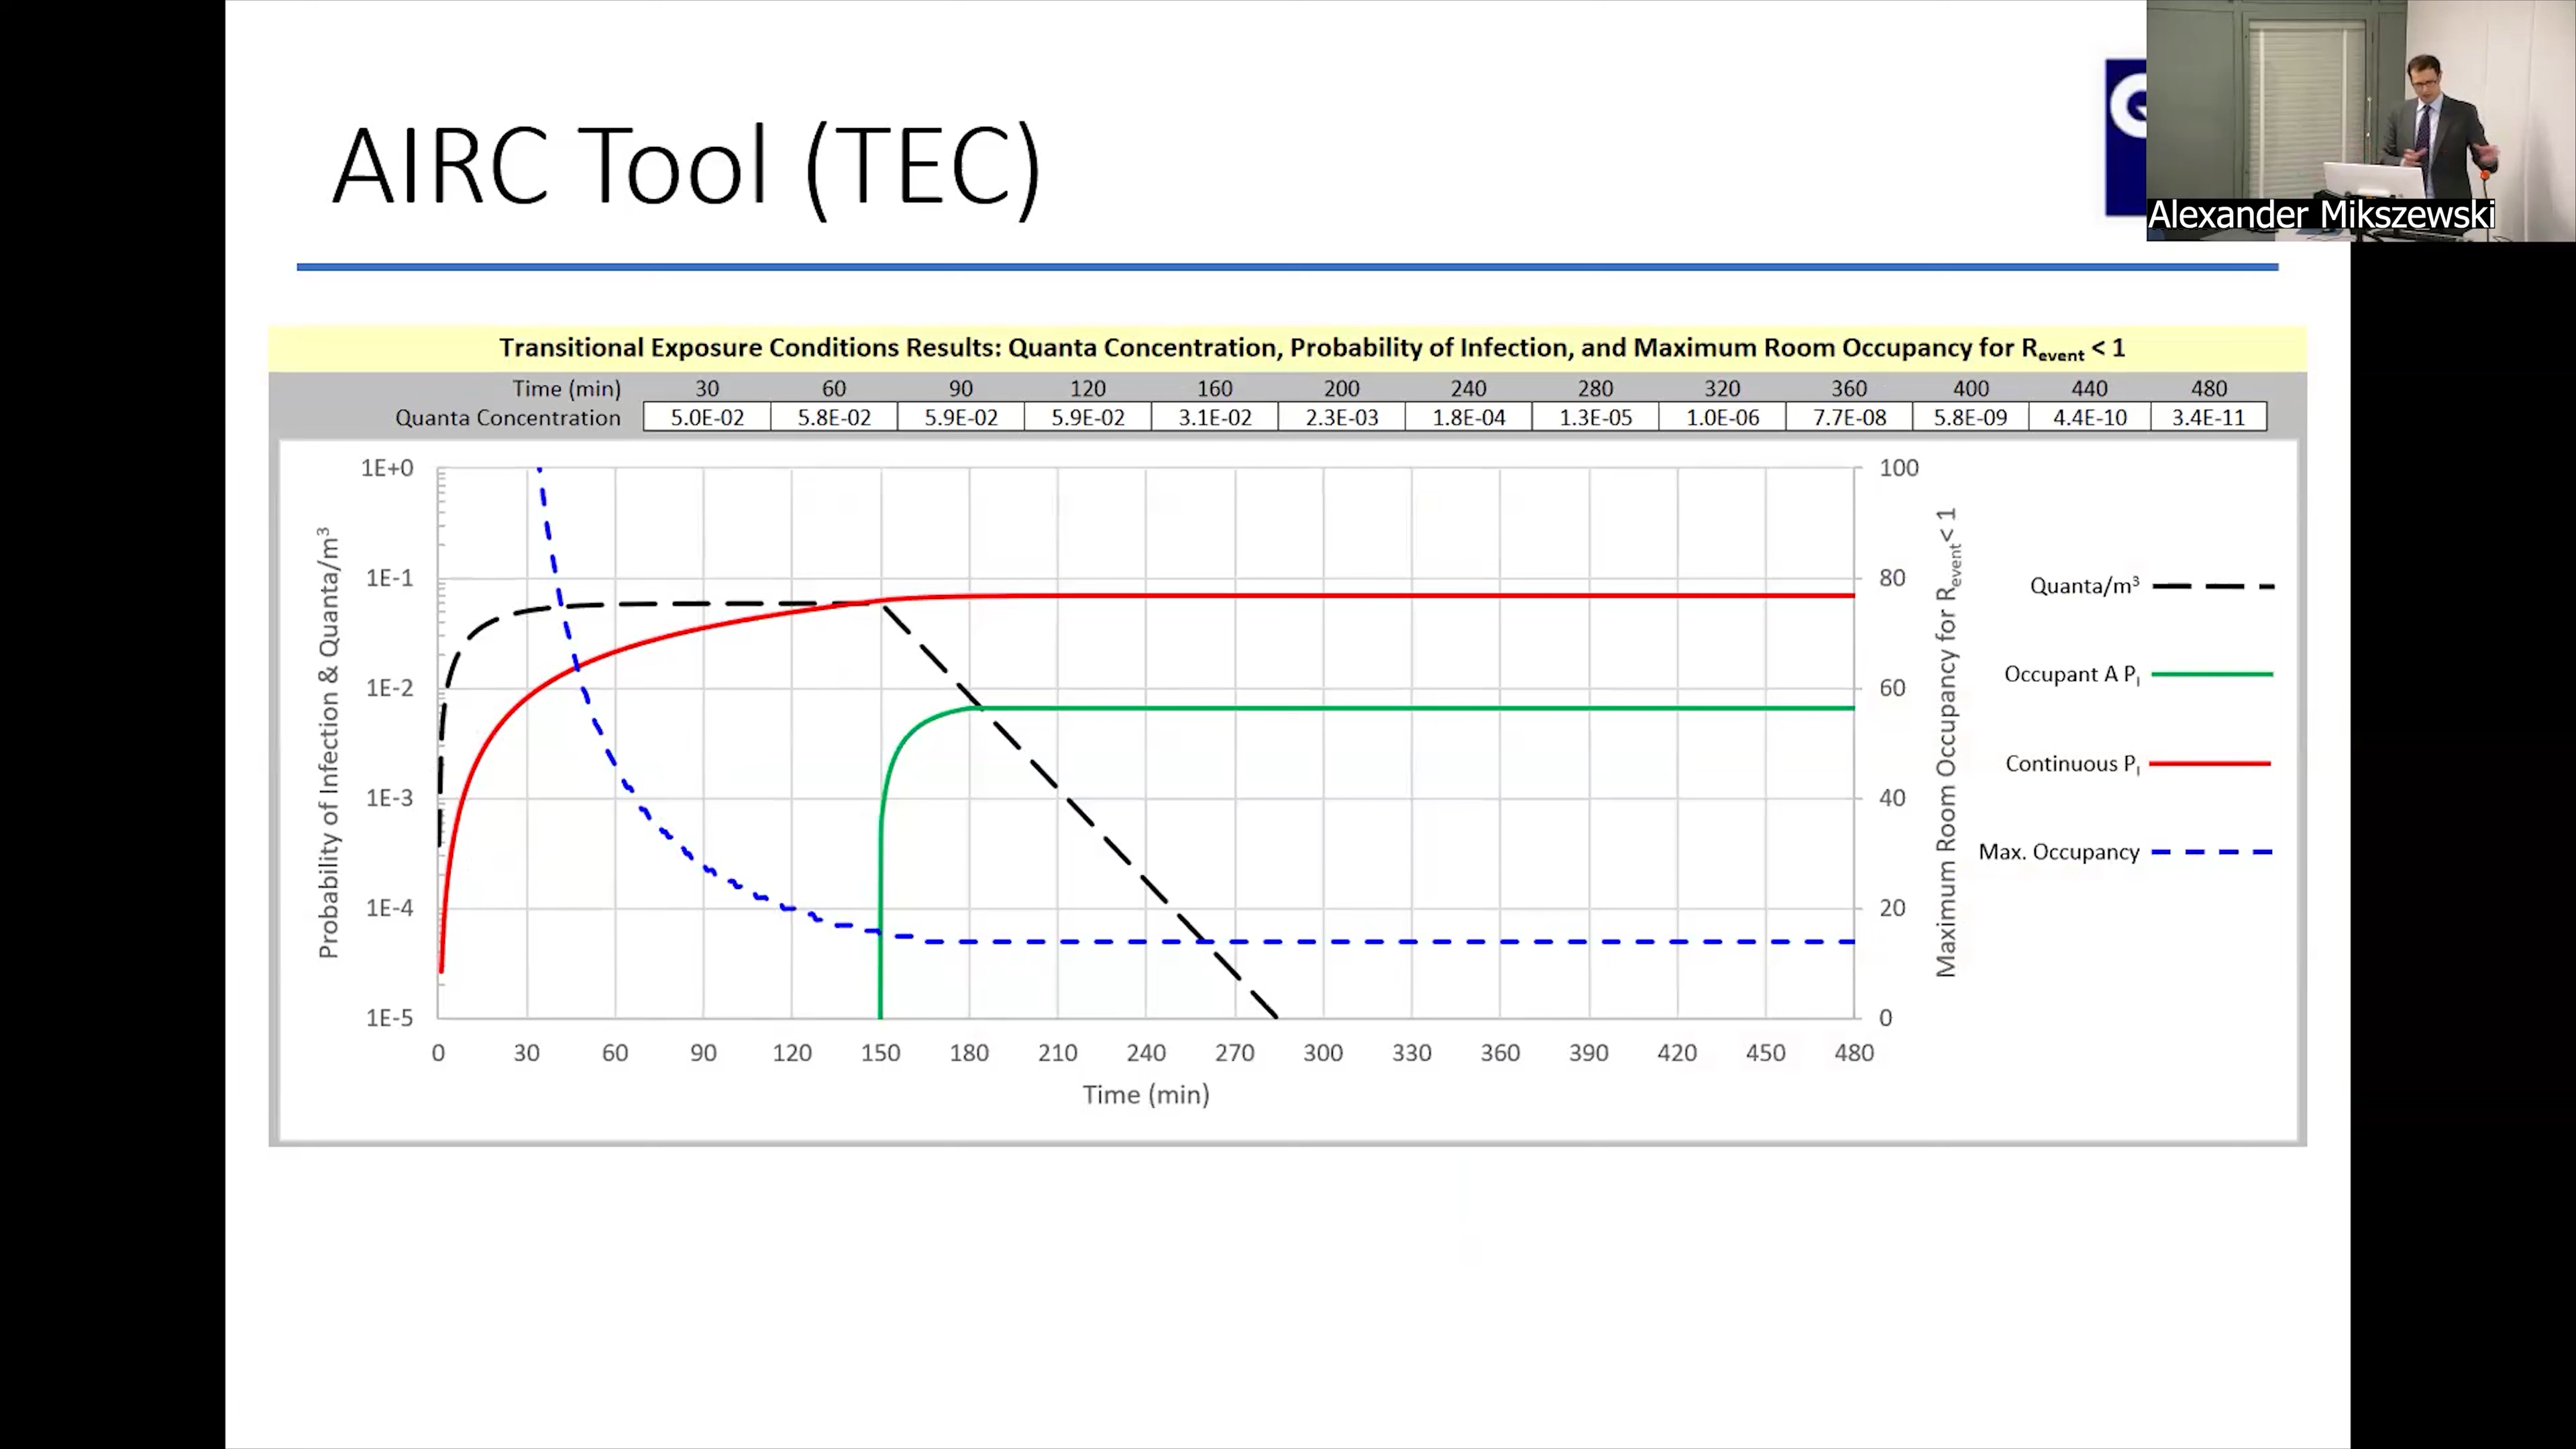 AIRC Tool (TEC)
Alexander Mikszewski
Transitional Exposure Conditions Results: Quanta Concentration, Probability of Infection, and Maximum Room Occupancy for Revent < 1
Time (min) 30 60 90 120 160 200 240 280 320 360 400 440 480
Quanta Concentration 5.0E-02 5.8E-02 5.9E-02 5.9E-02 3.1E-02 2.3E-03 1.8E-04 1.3E-05 1.0E-06 7.7E-08 5.8E-09 4.4E-10 3.4E-11
Probability of Infection & Quanta/m³
1E+0
1E-1
1E-2
1E-3
1E-4
1E-5
0 30 60 90 120 150 180 210 240 270 300 330 360 390 420 450 480
Time (min)
100
80
60
40
20
0
Maximum Room Occupancy for Revent< 1
Quanta/m³
Occupant A PI
Continuous PI
Max. Occupancy